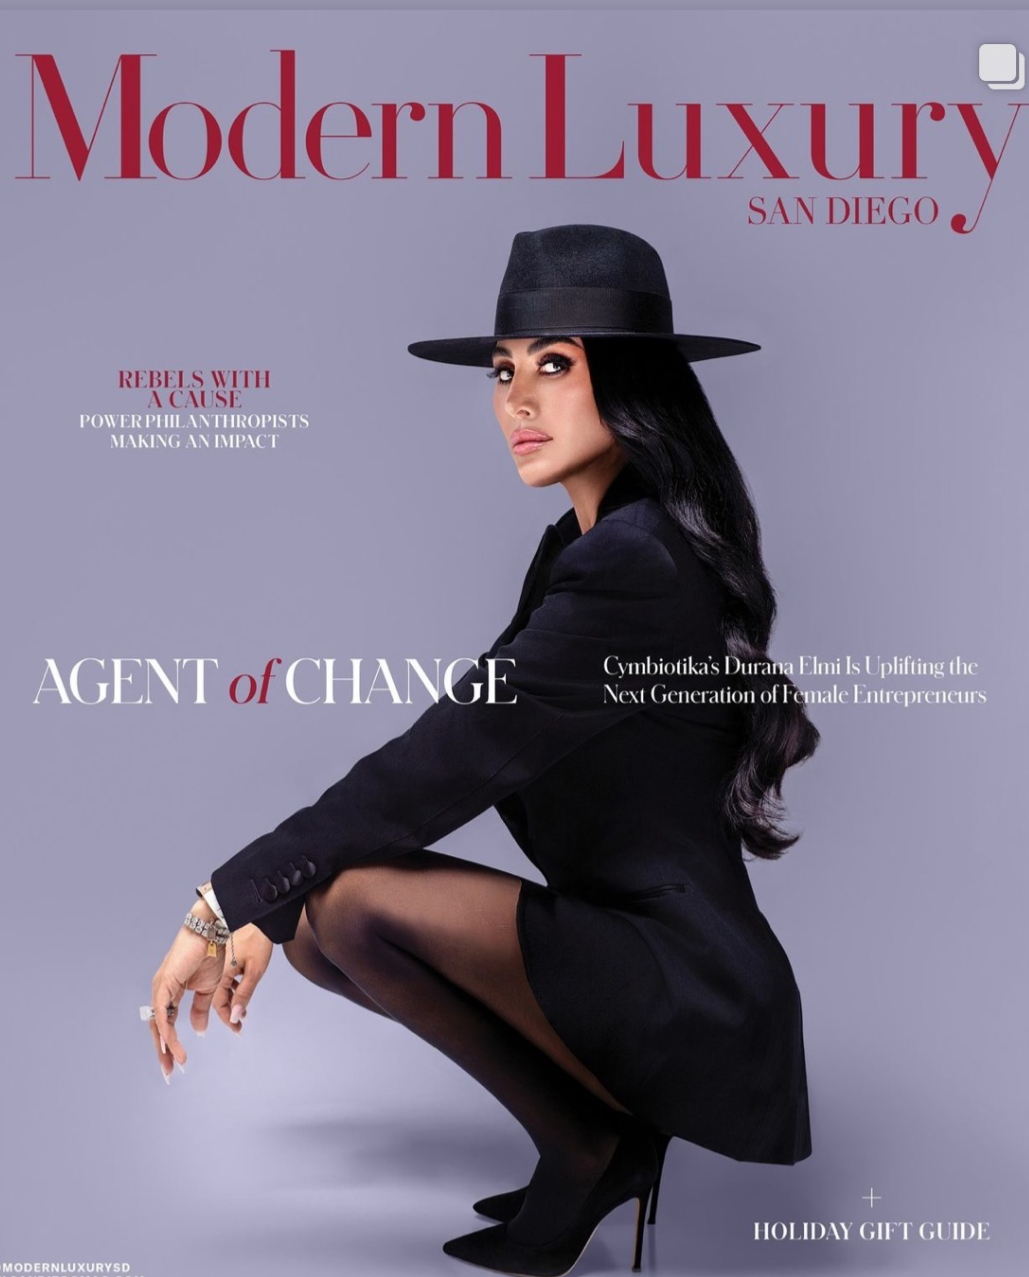 Modern Luxury
SAN DIEGO
REBELS WITH
A CAUSE
POWER PHILANTHROPISTS
MAKING AN IMPACT
AGENT of CHANGE
Cymbiotika's Durana Elmi Is Uplifting the
Next Generation of Female Entrepreneurs
+
HOLIDAY GIFT GUIDE
@MODERNLUXURYSD